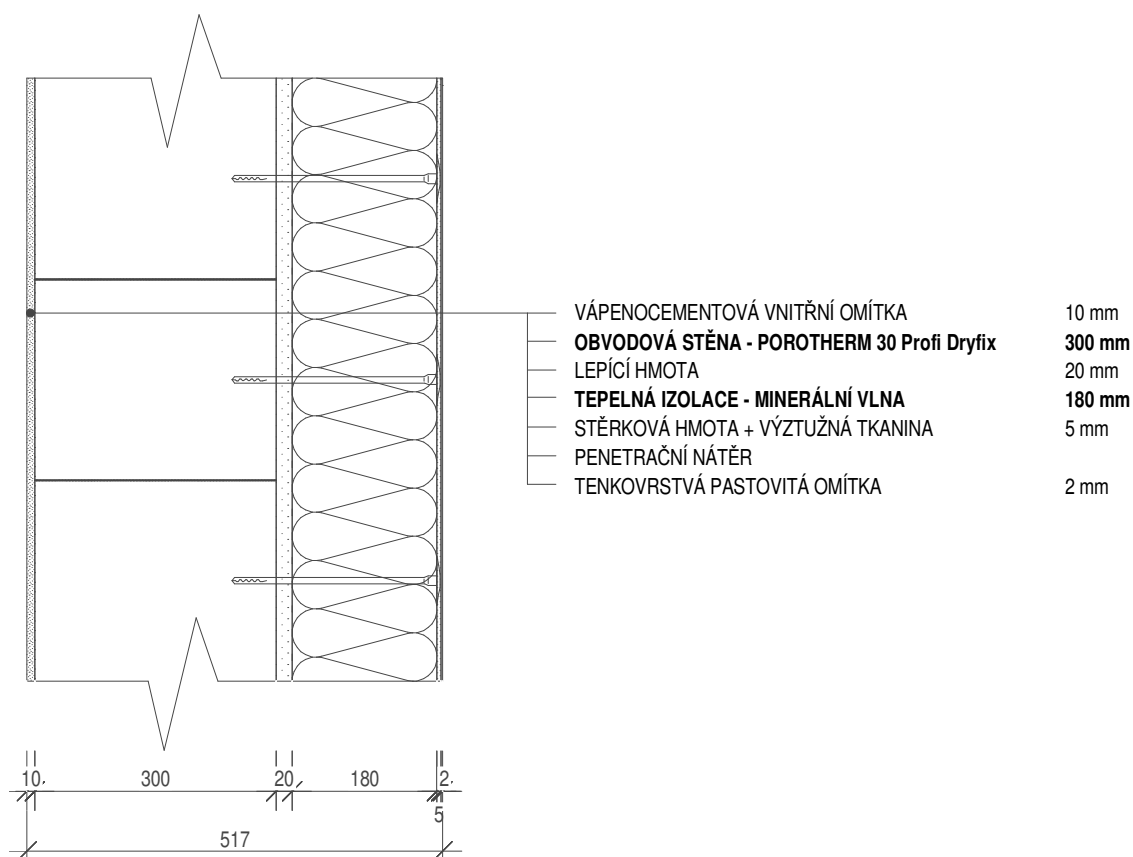 VÁPENOCEMENTOVÁ VNITŘNÍ OMÍTKA 10 mm
OBVODOVÁ STĚNA - POROTHERM 30 Profi Dryfix 300 mm
LEPÍCÍ HMOTA 20 mm
TEPELNÁ IZOLACE - MINERÁLNÍ VLNA 180 mm
STĚRKOVÁ HMOTA + VÝZTUŽNÁ TKANINA 5 mm
PENETRAČNÍ NÁTĚR
TENKOVRSTVÁ PASTOVITÁ OMÍTKA 2 mm
10 300 20 180 2
5
517